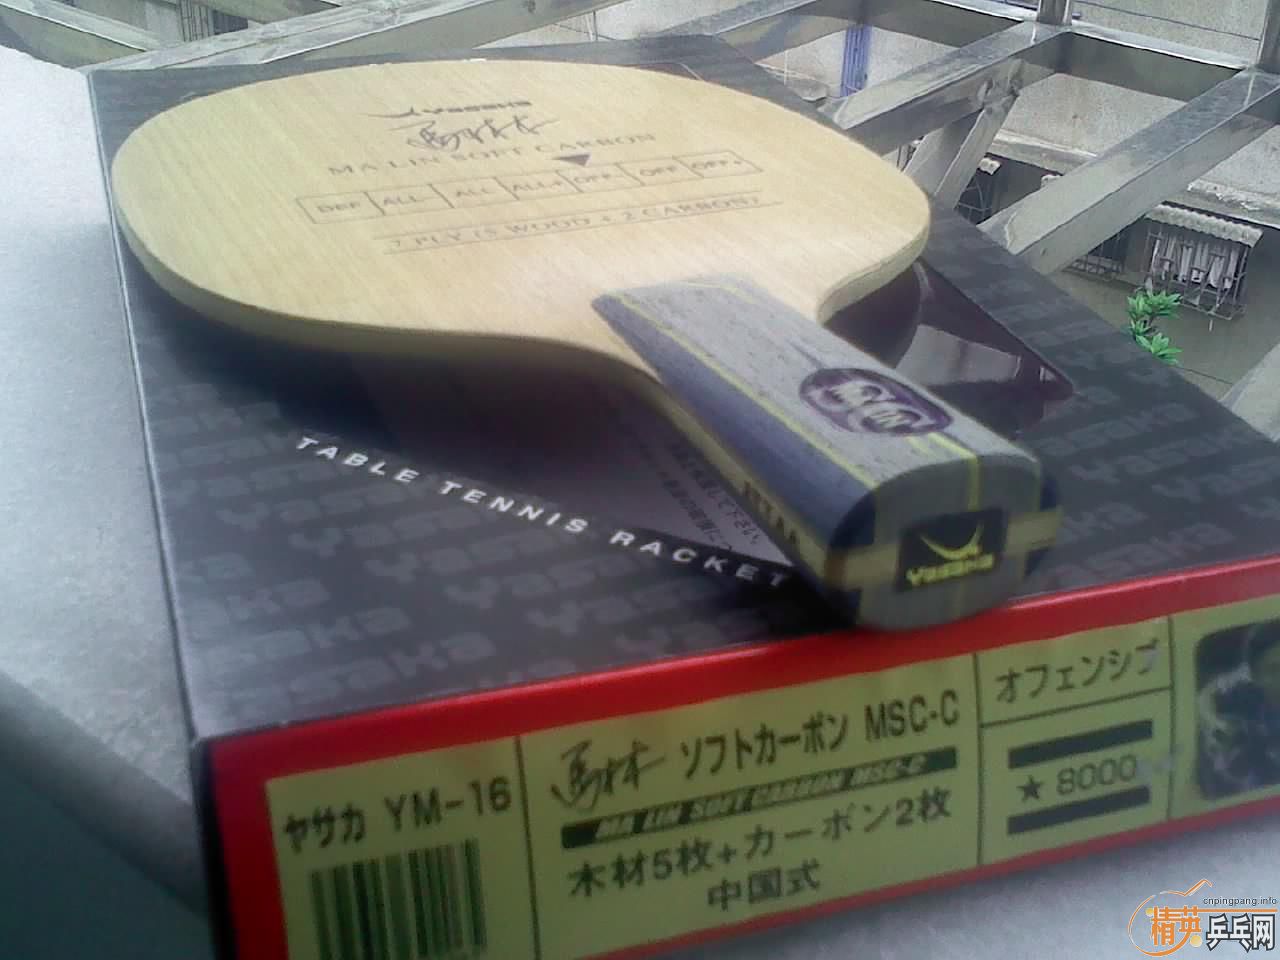 Yasaka
馬林
MA LIN SOFT CARBON
DEF ALL- ALL ALL+ OFF- OFF OFF+
7 PLY (5 WOOD + 2 CARBON)
Yasaka
TABLE TENNIS RACKET
ヤサカ YM-16
馬林 ソフトカーボン MSC-C
MA LIN SOFT CARBON MSC-C
木材5枚+カーボン2枚
中国式
オフェンシブ
★ 8000
cnpingpang.info
精英乒乓网